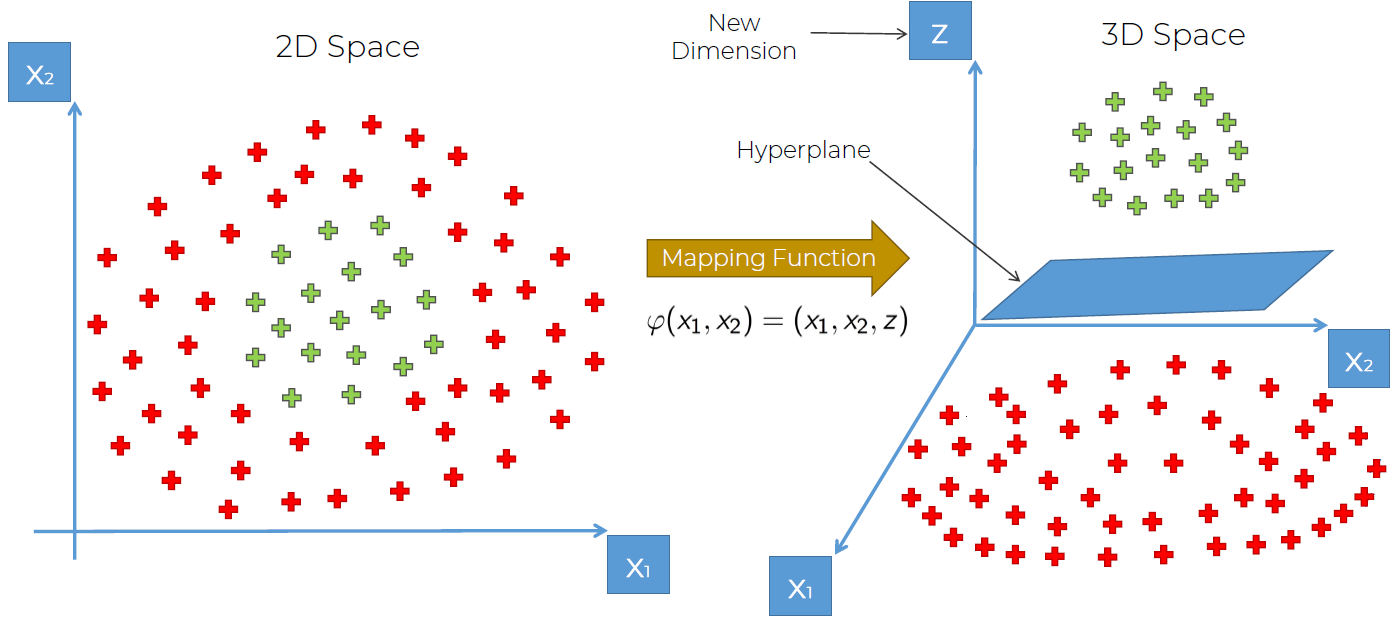 2D Space
X₂
X₁
New
Dimension
Z
3D Space
Hyperplane
Mapping Function
φ(x₁, x₂) = (x₁, x₂, z)
X₂
X₁